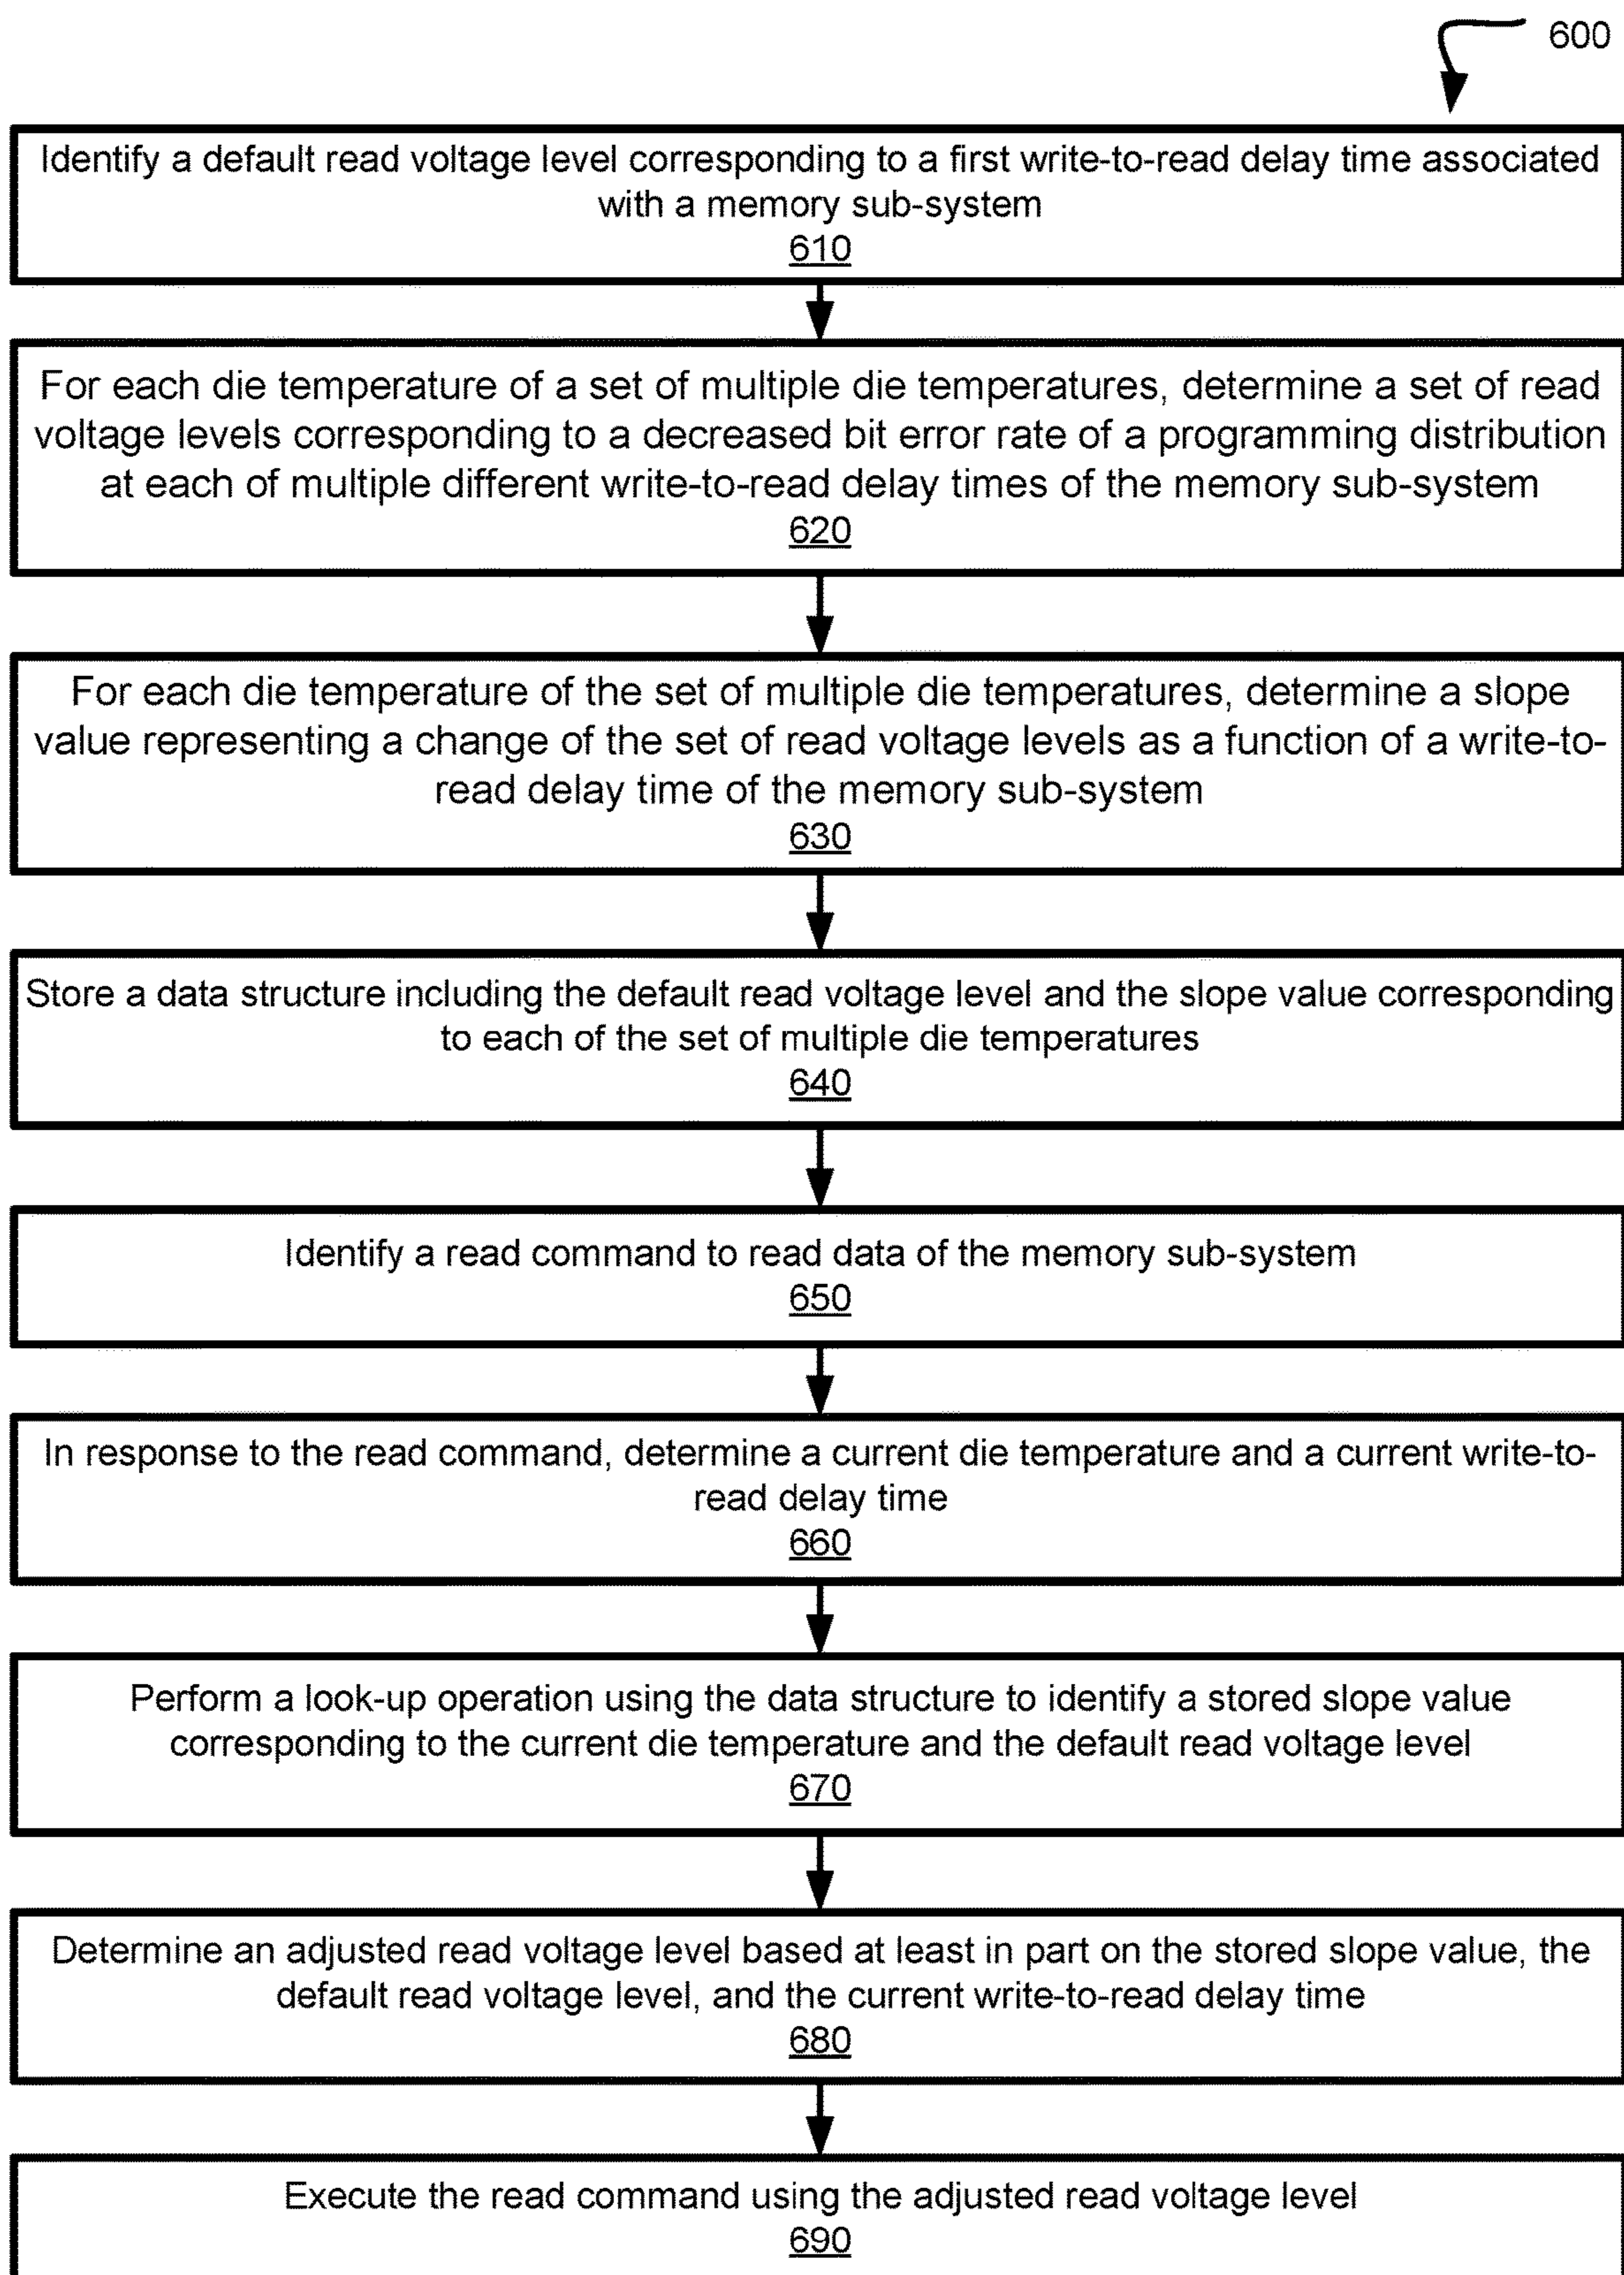 600
Identify a default read voltage level corresponding to a first write-to-read delay time associated
with a memory sub-system
610
For each die temperature of a set of multiple die temperatures, determine a set of read
voltage levels corresponding to a decreased bit error rate of a programming distribution
at each of multiple different write-to-read delay times of the memory sub-system
620
For each die temperature of the set of multiple die temperatures, determine a slope
value representing a change of the set of read voltage levels as a function of a write-to-
read delay time of the memory sub-system
630
Store a data structure including the default read voltage level and the slope value corresponding
to each of the set of multiple die temperatures
640
Identify a read command to read data of the memory sub-system
650
In response to the read command, determine a current die temperature and a current write-to-
read delay time
660
Perform a look-up operation using the data structure to identify a stored slope value
corresponding to the current die temperature and the default read voltage level
670
Determine an adjusted read voltage level based at least in part on the stored slope value, the
default read voltage level, and the current write-to-read delay time
680
Execute the read command using the adjusted read voltage level
690